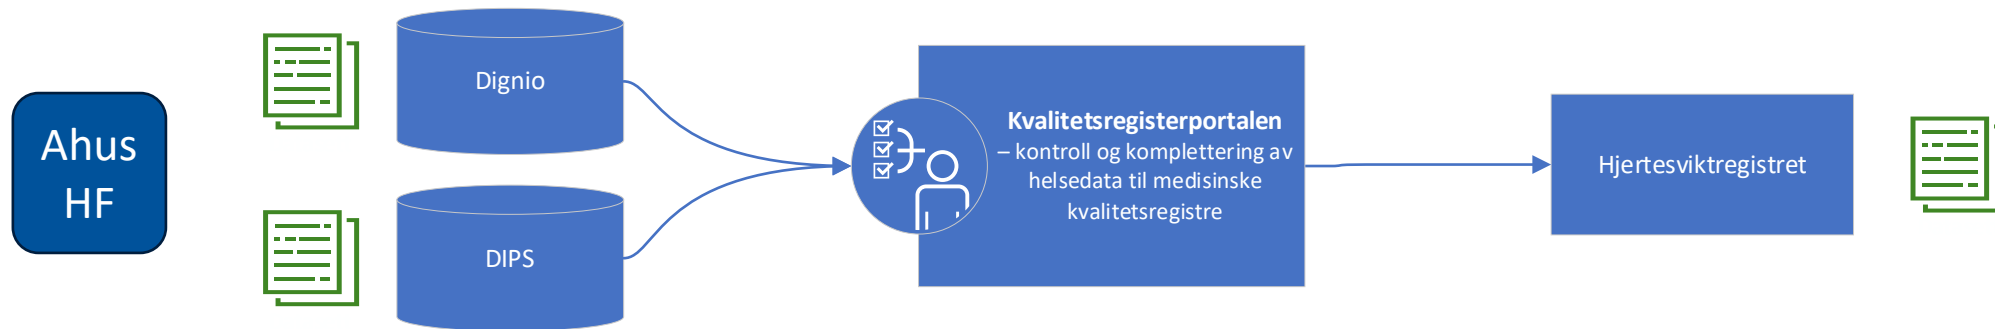 Ahus
HF
Dignio
DIPS
Kvalitetsregisterportalen
– kontroll og komplettering av
helsedata til medisinske
kvalitetsregistre
Hjertesviktregistret